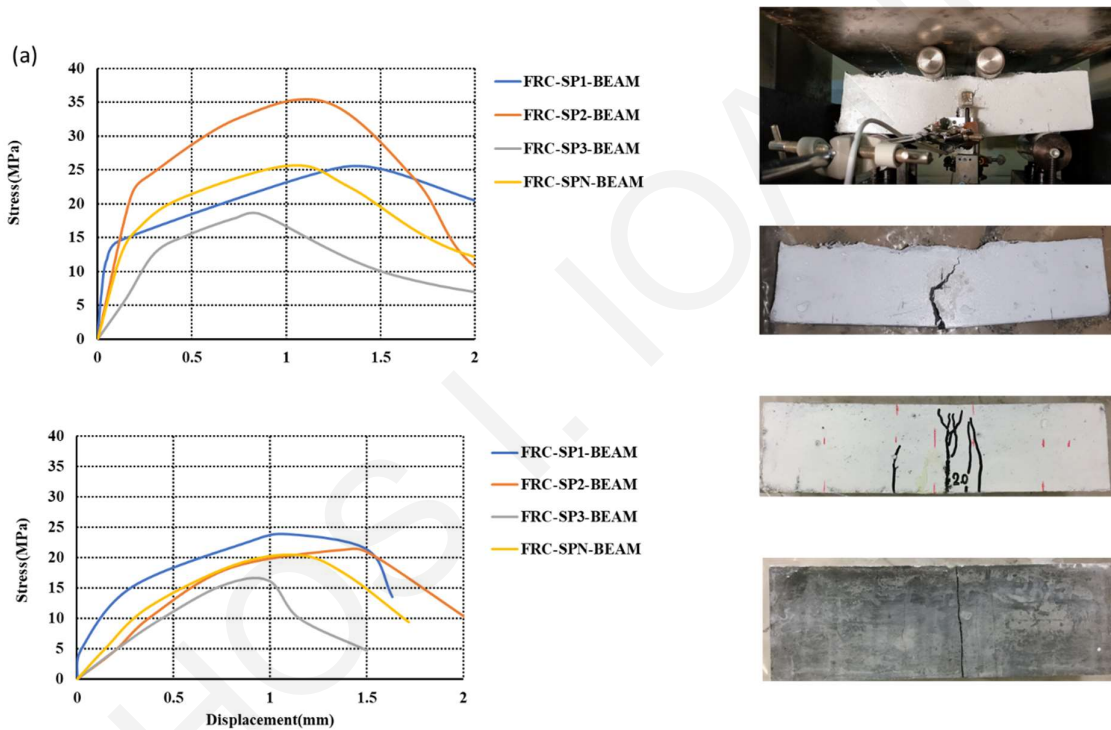 (a)
40
35
30
25
20
15
10
5
0
Stress(MPa)
0 0.5 1 1.5 2
FRC-SP1-BEAM
FRC-SP2-BEAM
FRC-SP3-BEAM
FRC-SPN-BEAM
40
35
30
25
20
15
10
5
0
Stress(MPa)
0 0.5 1 1.5 2
Displacement(mm)
FRC-SP1-BEAM
FRC-SP2-BEAM
FRC-SP3-BEAM
FRC-SPN-BEAM
20